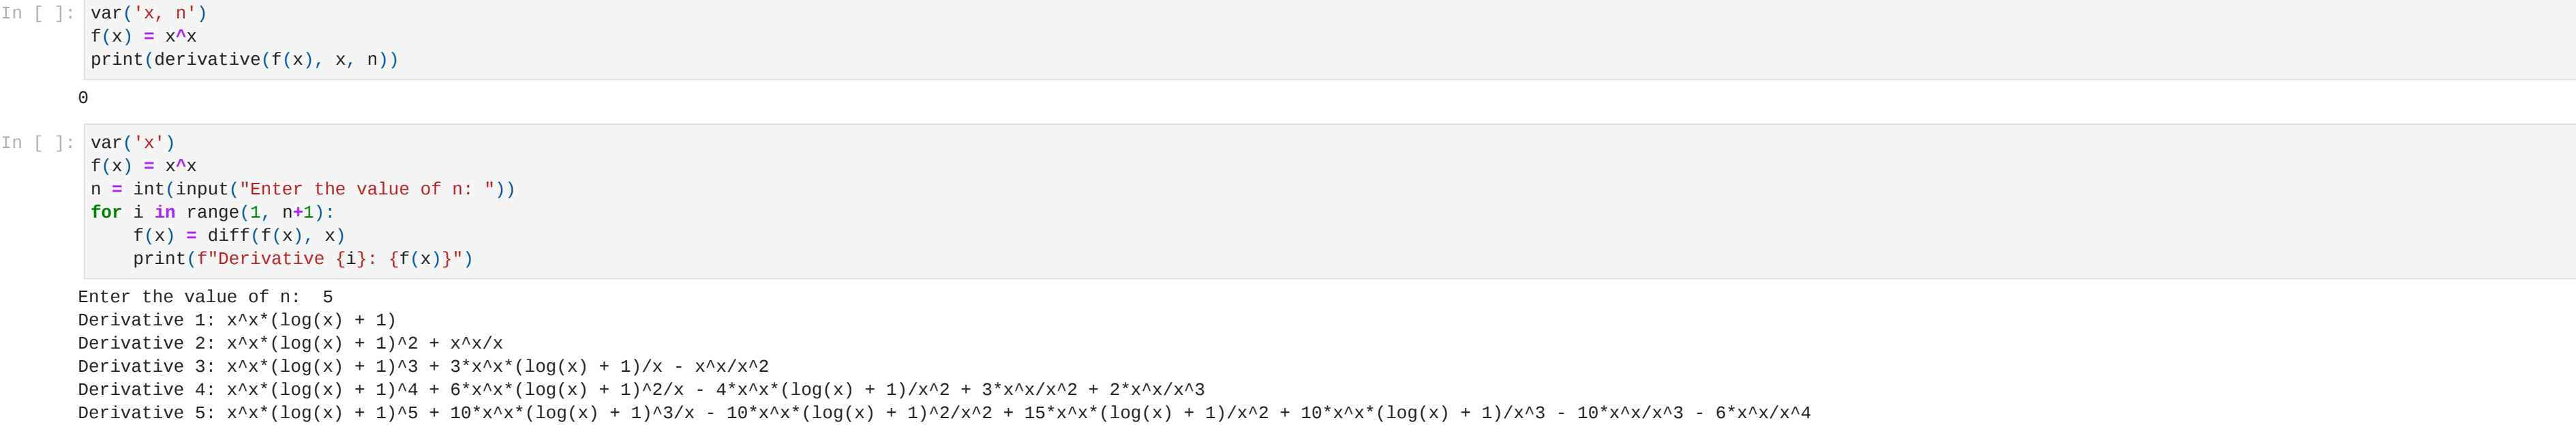 In [ ]: var('x, n')
f(x) = x^x
print(derivative(f(x), x, n))
0
In [ ]: var('x')
f(x) = x^x
n = int(input("Enter the value of n: "))
for i in range(1, n+1):
    f(x) = diff(f(x), x)
    print(f"Derivative {i}: {f(x)}")
Enter the value of n:  5
Derivative 1: x^x*(log(x) + 1)
Derivative 2: x^x*(log(x) + 1)^2 + x^x/x
Derivative 3: x^x*(log(x) + 1)^3 + 3*x^x*(log(x) + 1)/x - x^x/x^2
Derivative 4: x^x*(log(x) + 1)^4 + 6*x^x*(log(x) + 1)^2/x - 4*x^x*(log(x) + 1)/x^2 + 3*x^x/x^2 + 2*x^x/x^3
Derivative 5: x^x*(log(x) + 1)^5 + 10*x^x*(log(x) + 1)^3/x - 10*x^x*(log(x) + 1)^2/x^2 + 15*x^x*(log(x) + 1)/x^2 + 10*x^x*(log(x) + 1)/x^3 - 10*x^x/x^3 - 6*x^x/x^4